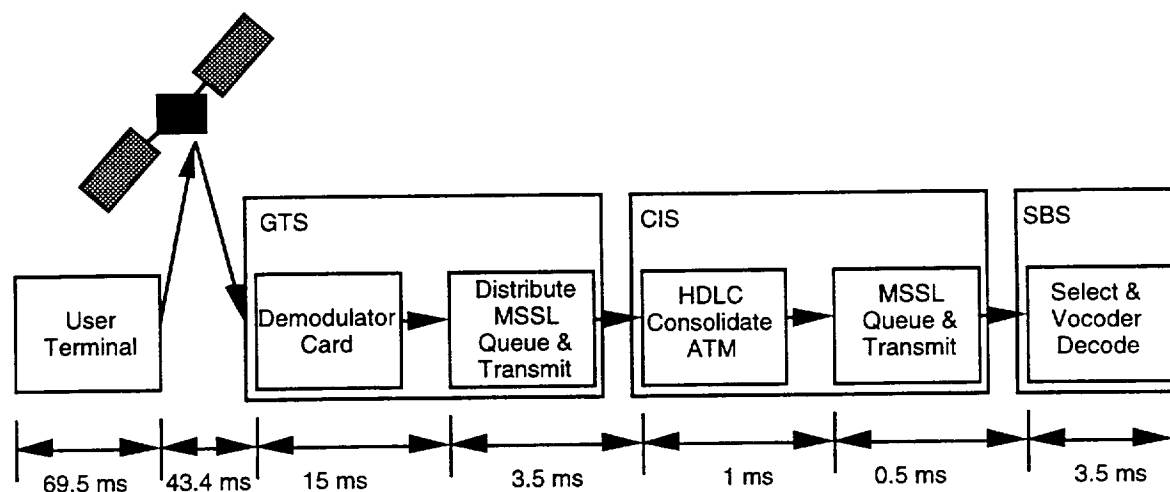 GTS
CIS
SBS
User
Terminal
Demodulator
Card
Distribute
MSSL
Queue &
Transmit
HDLC
Consolidate
ATM
MSSL
Queue &
Transmit
Select &
Vocoder
Decode
69.5 ms
43.4 ms
15 ms
3.5 ms
1 ms
0.5 ms
3.5 ms